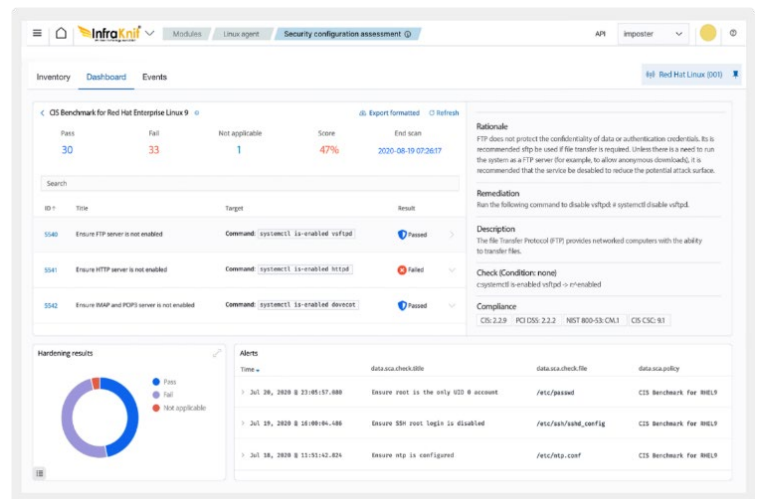 InfraKnif
Modules
Linux agent
Security configuration assessment
API
imposter
Inventory
Dashboard
Events
Red Hat Linux (001)
CIS Benchmark for Red Hat Enterprise Linux 9
Export formatted
Refresh
Pass
Fail
Not applicable
Score
End scan
30
33
1
47%
2020-08-19 07:26:17
Search
ID ↑
Title
Target
Result
5540
Ensure FTP server is not enabled
Command: systemctl is-enabled vsftpd
Passed
5541
Ensure HTTP server is not enabled
Command: systemctl is-enabled httpd
Failed
5542
Ensure IMAP and POP3 server is not enabled
Command: systemctl is-enabled dovecot
Passed
Rationale
FTP does not protect the confidentiality of data or authentication credentials. Its is
recommended sftp be used if file transfer is required. Unless there is a need to run
the system as a FTP server (for example, to allow anonymous downloads), it is
recommended that the service be desabled to reduce the potential attack surface.
Remediation
Run the following command to disable vsftpd: # systemctl disable vsftpd.
Description
The file Transfer Protocol (FTP) provides networked computers with the ability
to transfer files.
Check (Condition: none)
c:systemctl is-enabled vsftpd -> r:^enabled
Compliance
CIS: 2.2.9
PCI DSS: 2.2.2
NIST 800-53: CM.1
CIS CSC: 9.1
Hardening results
Pass
Fail
Not applicable
Alerts
Time
data.sca.check.title
data.sca.check.file
data.sca.policy
Jul 20, 2020 @ 23:05:57.000
Ensure root is the only UID 0 account
/etc/passwd
CIS Benchmark for RHEL9
Jul 19, 2020 @ 18:00:04.486
Ensure SSH root login is disabled
/etc/ssh/sshd_config
CIS Benchmark for RHEL9
Jul 18, 2020 @ 11:51:42.824
Ensure ntp is configured
/etc/ntp.conf
CIS Benchmark for RHEL9